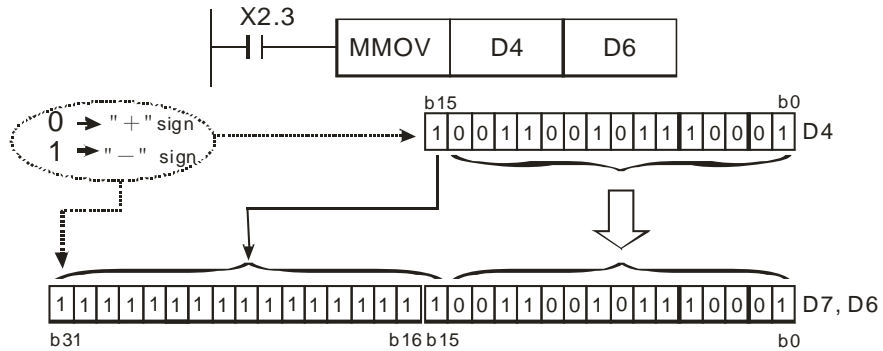 X2.3
MMOV D4 D6
b15 b0
0 → "+" sign
1 → "−" sign
1 0 0 1 1 0 0 1 0 1 1 1 0 0 0 1 D4
1 1 1 1 1 1 1 1 1 1 1 1 1 1 1 1 1 0 0 1 1 0 0 1 0 1 1 1 0 0 0 1 D7, D6
b31 b16 b15 b0